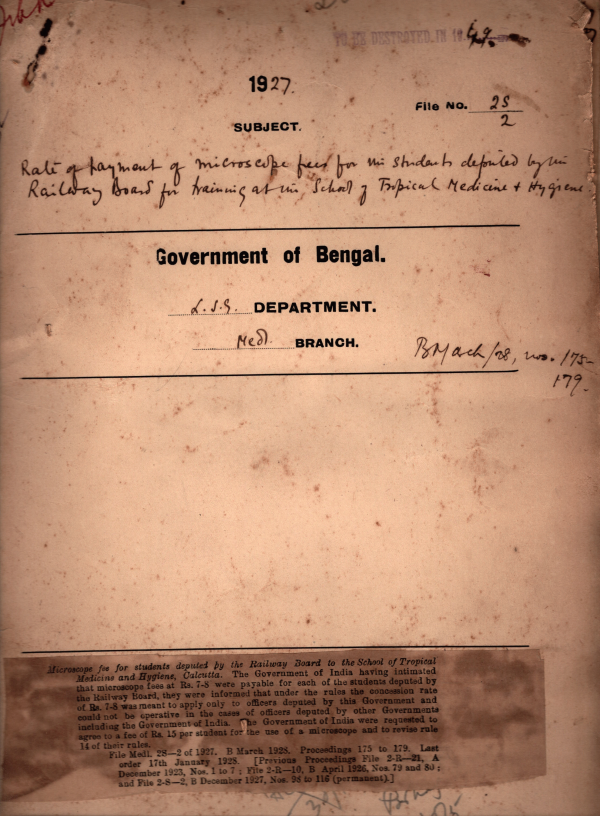 TO BE DESTROYED IN 19
1927.
File No. 2S/2
SUBJECT.
Rate of payment of microscope fees for the students deputed by the
Railway Board for training at the School of Tropical Medicine & Hygiene
Government of Bengal.
L.S.G. DEPARTMENT.
Medl. BRANCH.
B March/28, nos. 175-
179.
Microscope fee for students deputed by the Railway Board to the School of Tropical
Medicine and Hygiene, Calcutta. The Government of India having intimated
that microscope fees at Rs. 7-8 were payable for each of the students deputed by
the Railway Board, they were informed that under the rules the concession rate
of Rs. 7-8 was meant to apply only to officers deputed by this Government and
could not be operative in the cases of officers deputed by other Governments
including the Government of India. The Government of India were requested to
agree to a fee of Rs. 15 per student for the use of a microscope and to revise rule
14 of their rules.
File Medl. 2S—2 of 1927. B March 1928. Proceedings 175 to 179. Last
order 17th January 1928. [Previous Proceedings File 2-R—21, A
December 1923, Nos. 1 to 7; File 2-R—10, B April 1926, Nos. 79 and 80;
and File 2-S—2, B December 1927, Nos. 98 to 116 (permanent).]